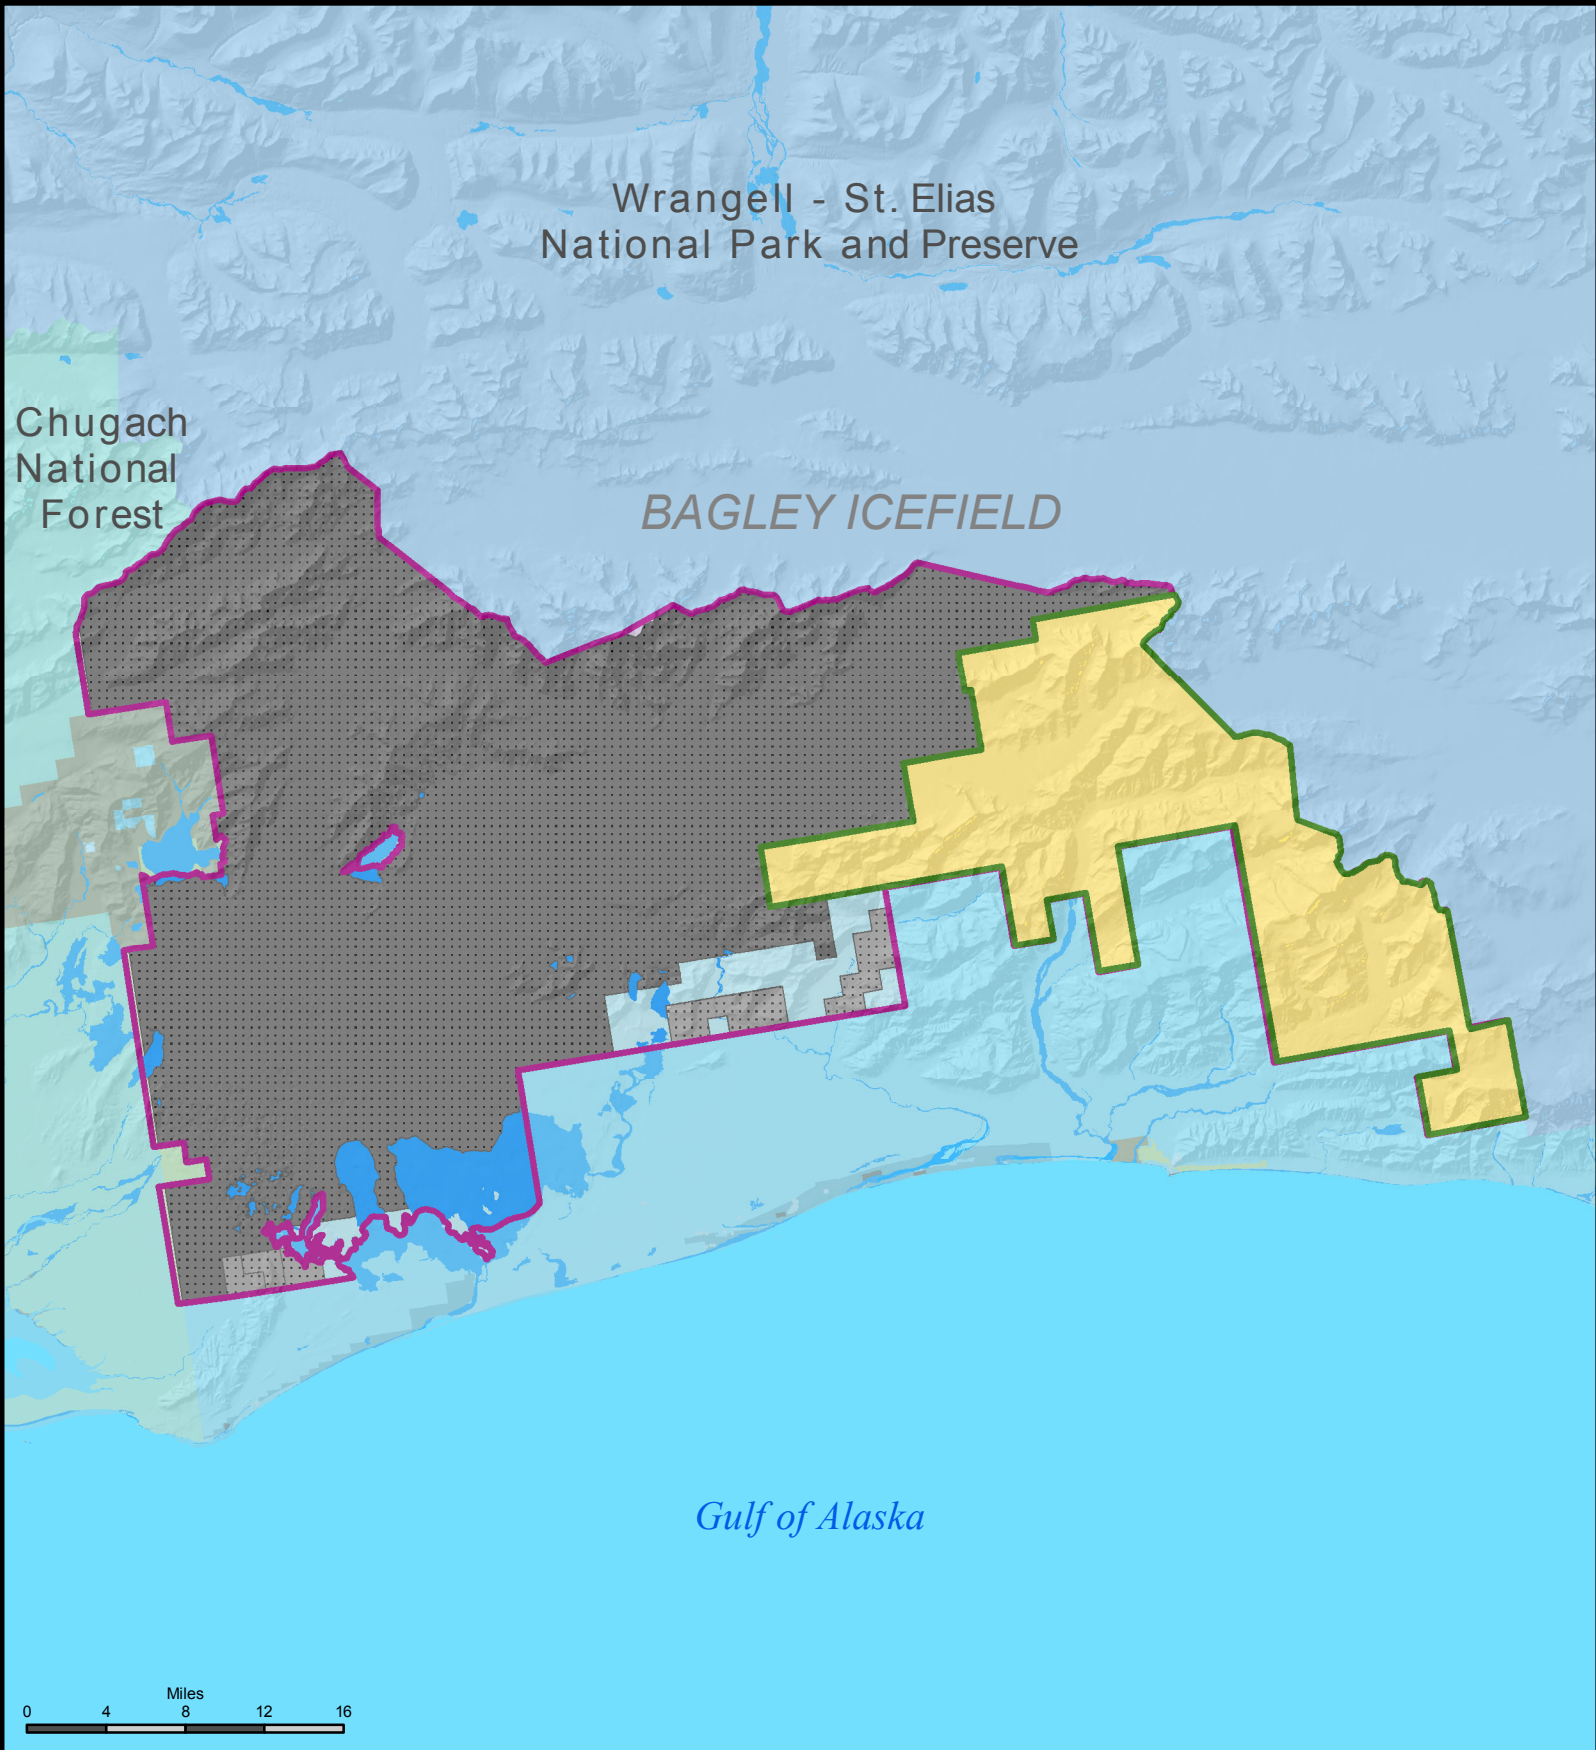 Wrangell - St. Elias
National Park and Preserve
Chugach
National
Forest
BAGLEY ICEFIELD
Gulf of Alaska
Miles
0 4 8 12 16